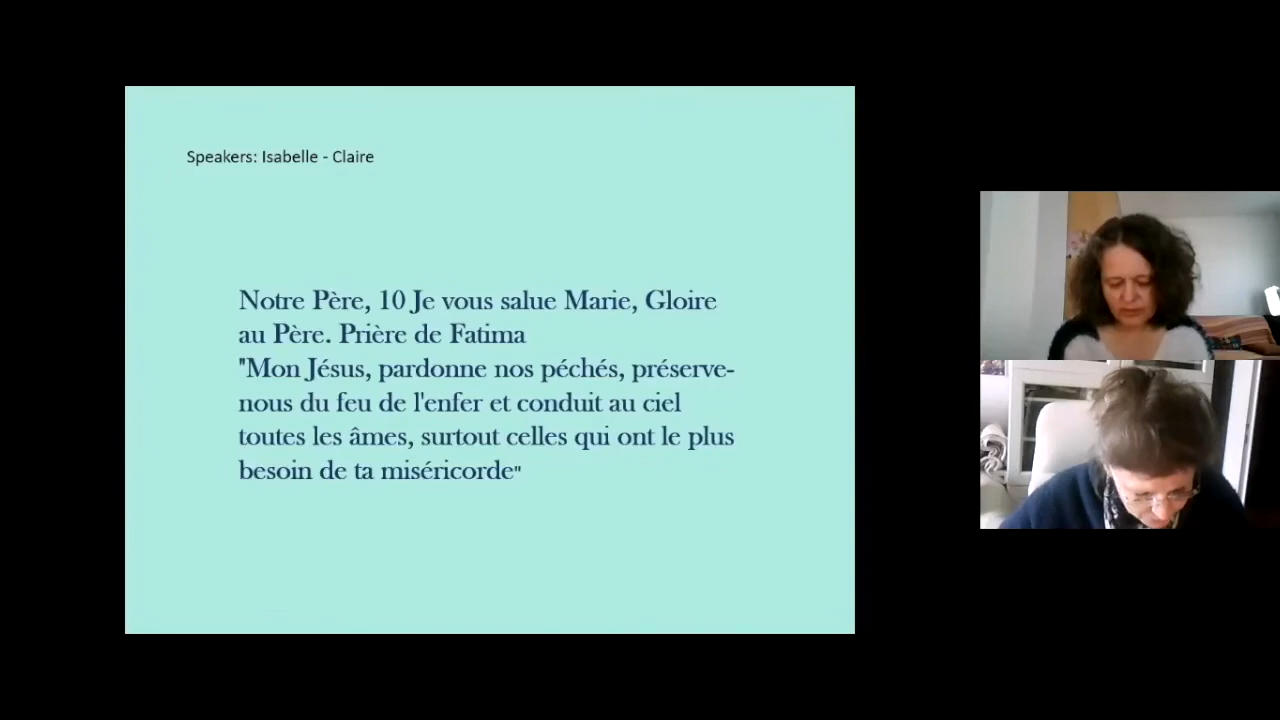 Speakers: Isabelle - Claire
Notre Père, 10 Je vous salue Marie, Gloire
au Père. Prière de Fatima
"Mon Jésus, pardonne nos péchés, préserve-
nous du feu de l'enfer et conduit au ciel
toutes les âmes, surtout celles qui ont le plus
besoin de ta miséricorde"